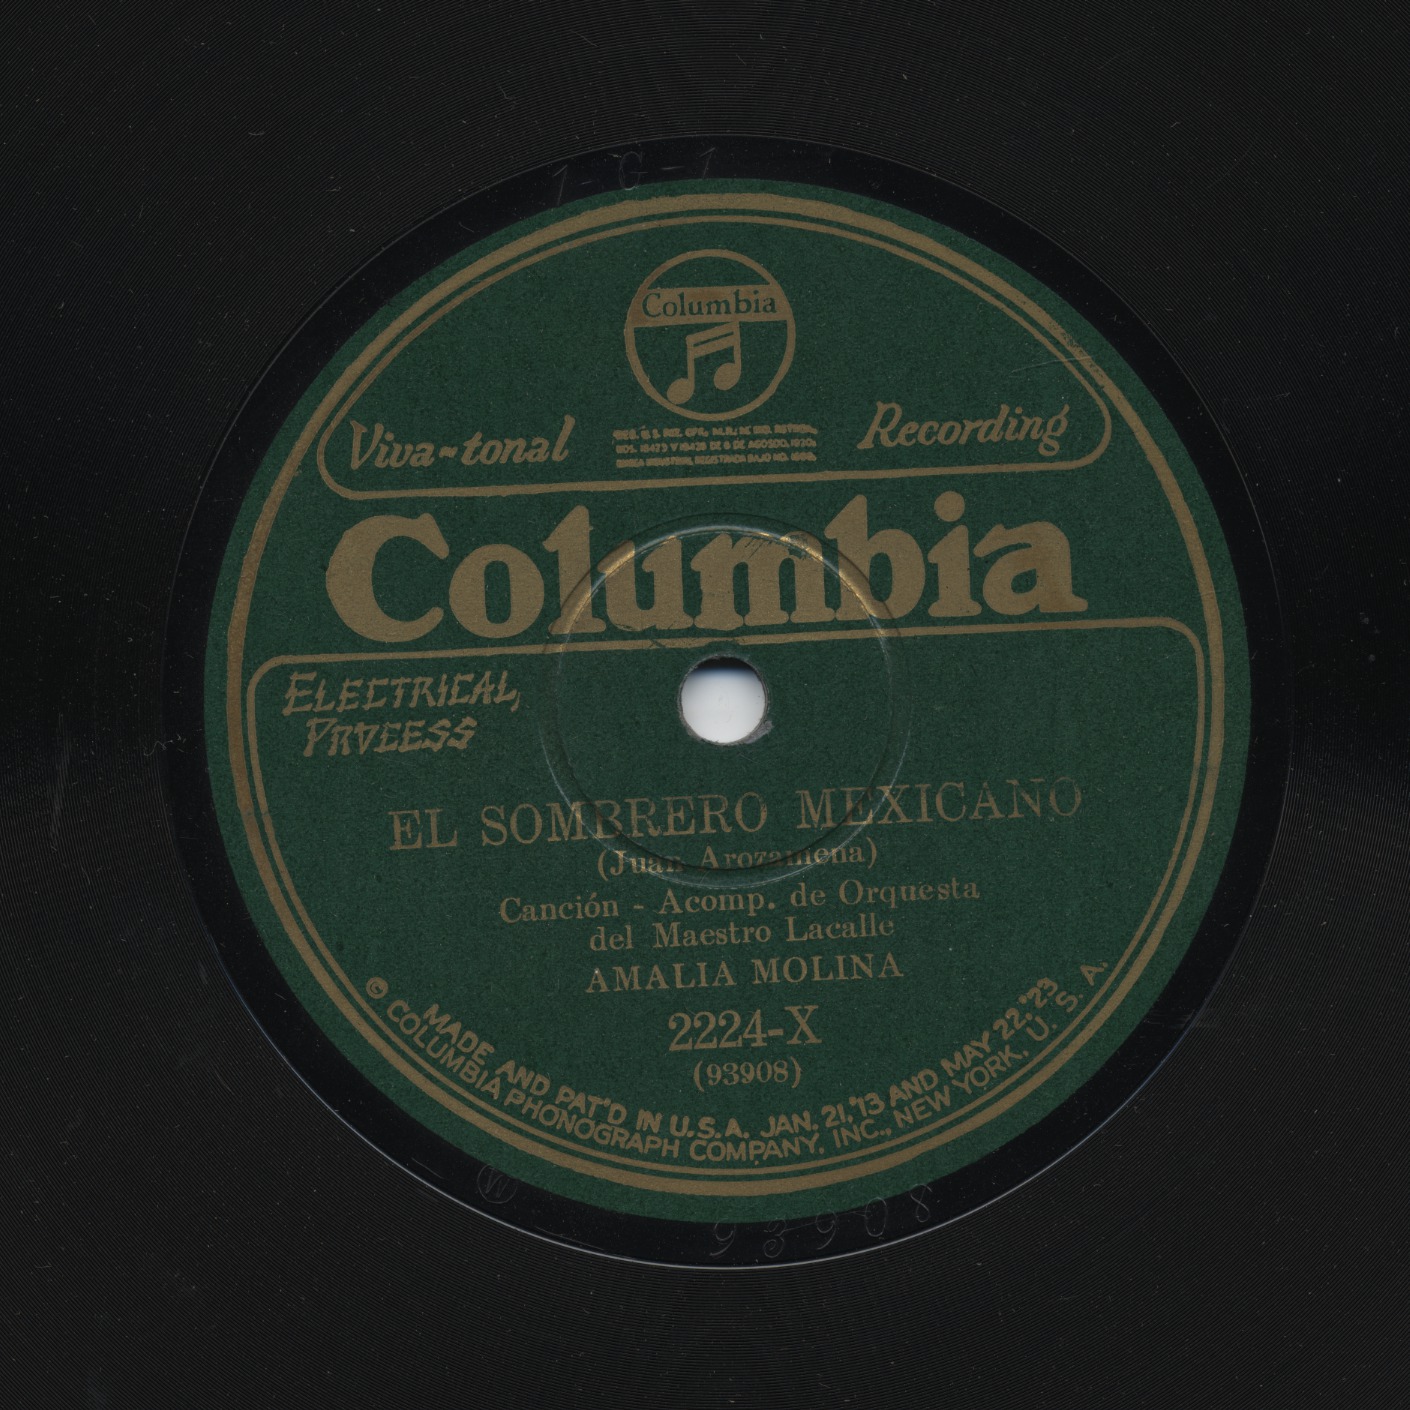 1-G-1
Columbia
Viva-tonal Recording
Columbia
ELECTRICAL
PROCESS
EL SOMBRERO MEXICANO
(Juan Arozamena)
Canción - Acomp. de Orquesta
del Maestro Lacalle
AMALIA MOLINA
2224-X
(93908)
MADE AND PAT'D IN U.S.A. JAN. 21, '13 AND MAY 22, '23
© COLUMBIA PHONOGRAPH COMPANY, INC., NEW YORK, U. S. A.
W 93908